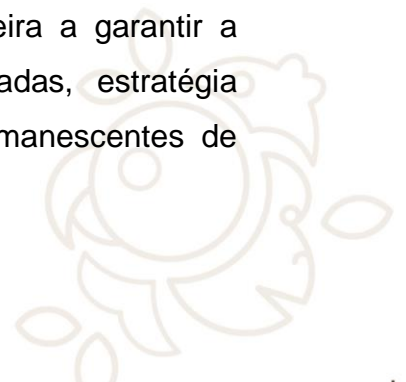 eira a garantir a
adas, estratégia
manescentes de